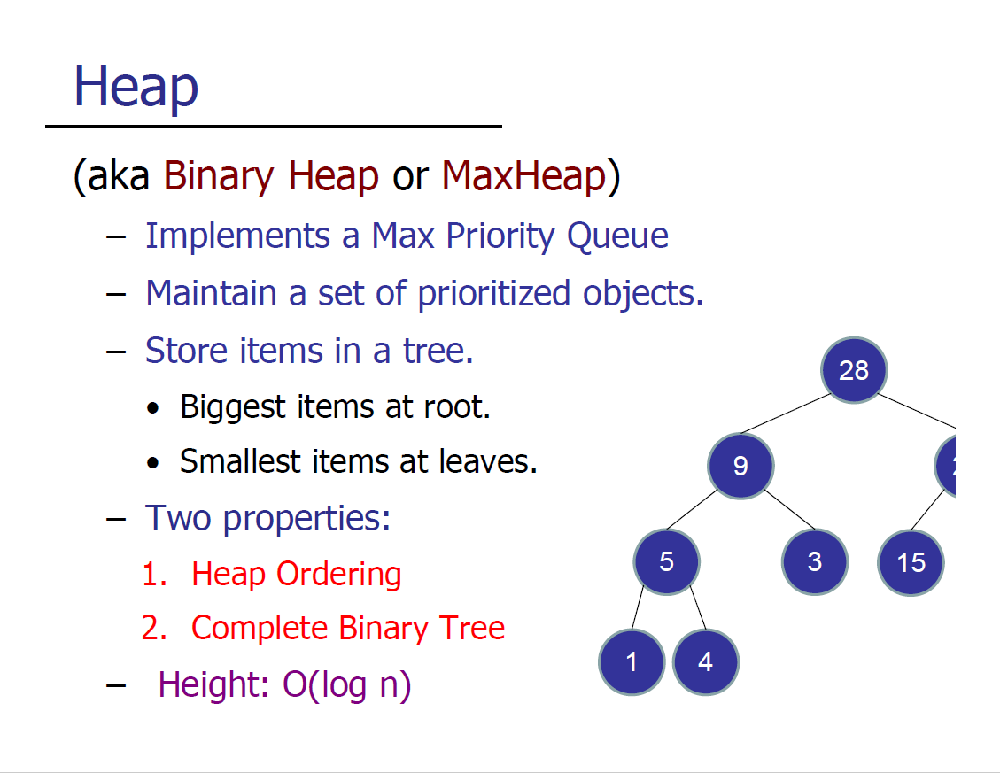 Heap
(aka Binary Heap or MaxHeap)
– Implements a Max Priority Queue
– Maintain a set of prioritized objects.
– Store items in a tree.
• Biggest items at root.
• Smallest items at leaves.
– Two properties:
1. Heap Ordering
2. Complete Binary Tree
– Height: O(log n)
28
9
5
3
15
1
4